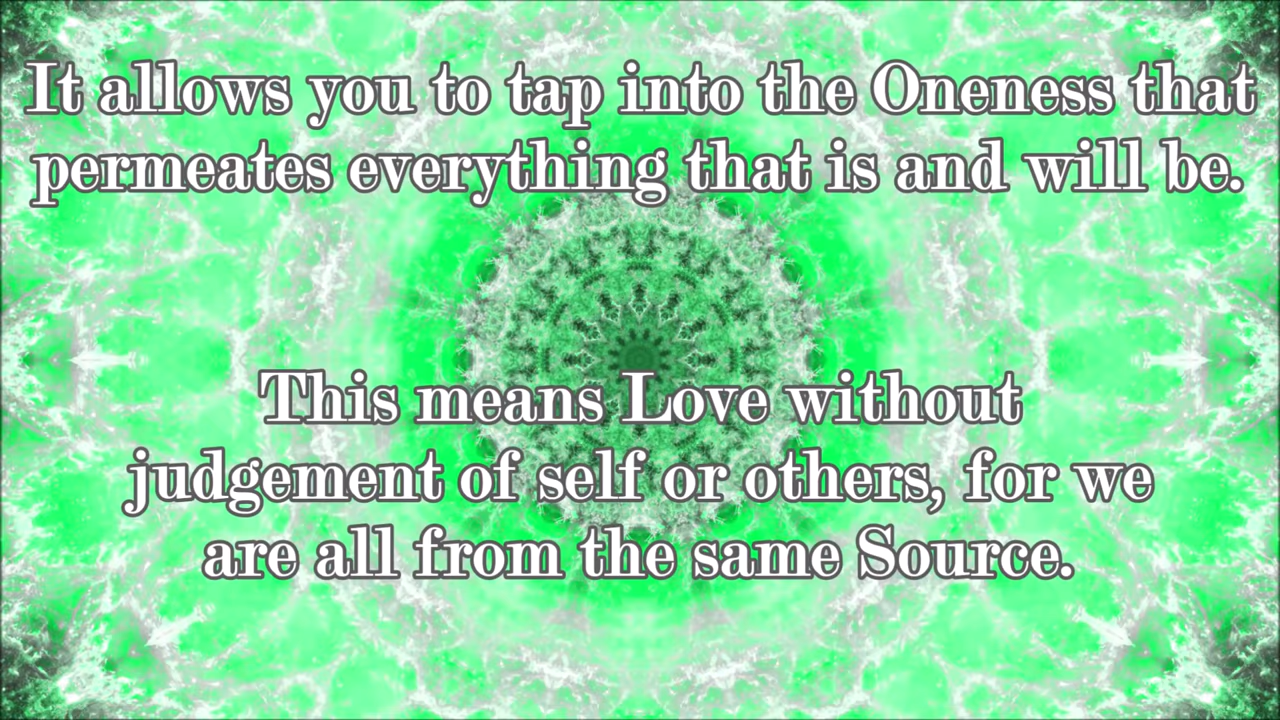 It allows you to tap into the Oneness that
permeates everything that is and will be.
This means Love without
judgement of self or others, for we
are all from the same Source.